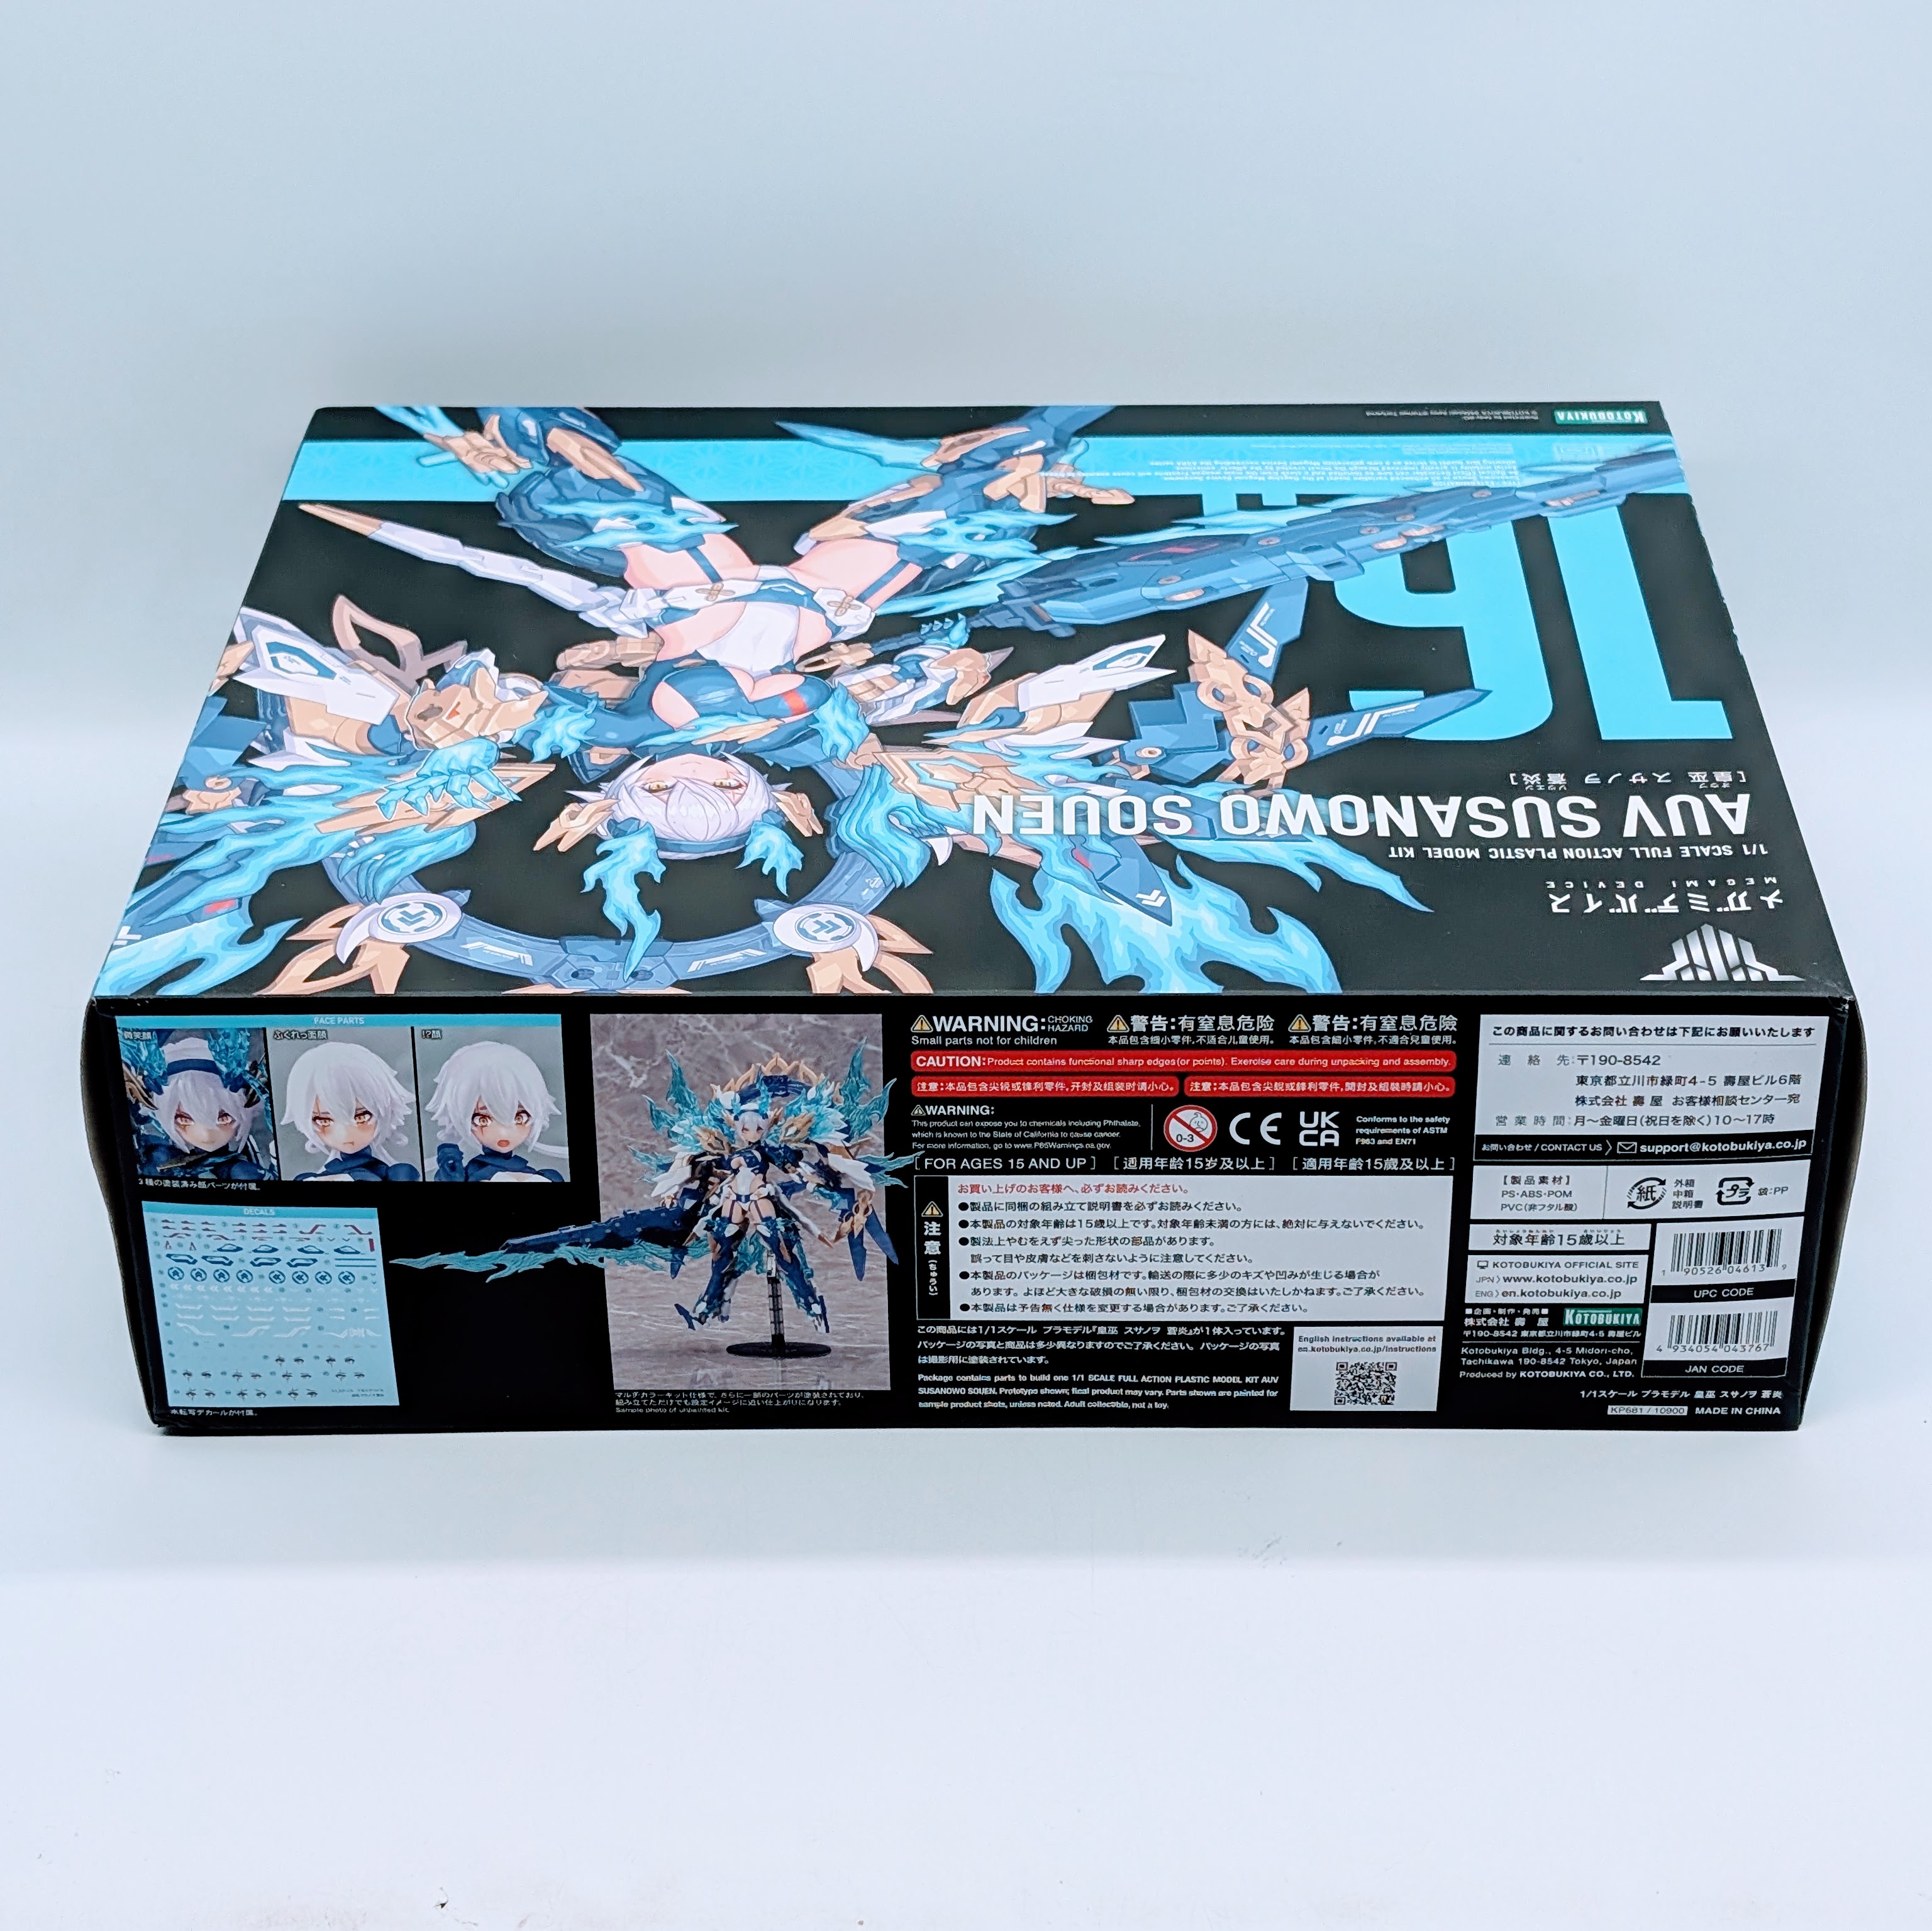 KOTOBUKIYA
16.1
[皇巫 スサノヲ 蒼炎]
オウブ
ソウエン
AUV SUSANOWO SOUEN
1/1 SCALE FULL ACTION PLASTIC MODEL KIT
MEGAMI DEVICE
メガミデバイス
FACE PARTS
微笑顔
ふくれっ面顔
!?顔
種の塗装済み顔パーツが付属。
DECALS
水転写デカールが付属。
マルチカラーキット仕様で、さらに一部のパーツが塗装されており、
組み立てただけでも設定イメージに近い仕上がりになります。
Sample photo of unpainted kit.
WARNING: CHOKING HAZARD
Small parts not for children
警告:有窒息危险
本品包含细小零件,不适合儿童使用。
警告:有窒息危險
本品包含細小零件,不適合兒童使用。
CAUTION: Product contains functional sharp edges(or points). Exercise care during unpacking and assembly.
注意:本品包含尖锐或锋利零件,开封及组装时请小心。
注意:本品包含尖銳或鋒利零件,開封及組裝時請小心。
WARNING:
This product can expose you to chemicals including Phthalate,
which is known to the State of California to cause cancer.
For more information, go to www.P65Warnings.ca.gov.
0-3
CE
UK
CA
Conforms to the safety
requirements of ASTM
F963 and EN71
[FOR AGES 15 AND UP] [适用年龄15岁及以上] [適用年齡15歲及以上]
注意(ちゅうい)
お買い上げのお客様へ、必ずお読みください。
●製品に同梱の組み立て説明書を必ずお読みください。
●本製品の対象年齢は15歳以上です。対象年齢未満の方には、絶対に与えないでください。
●製法上やむをえず尖った形状の部品があります。
誤って目や皮膚などを刺さないように注意してください。
●本製品のパッケージは梱包材です。輸送の際に多少のキズや凹みが生じる場合が
あります。よほど大きな破損の無い限り、梱包材の交換はいたしかねます。ご了承ください。
●本製品は予告無く仕様を変更する場合があります。ご了承ください。
この商品には1/1スケール プラモデル『皇巫 スサノヲ 蒼炎』が1体入っています。
パッケージの写真と商品は多少異なりますのでご了承ください。パッケージの写真
は撮影用に塗装されています。
Package contains parts to build one 1/1 SCALE FULL ACTION PLASTIC MODEL KIT AUV
SUSANOWO SOUEN. Prototype shown; final product may vary. Parts shown are painted for
sample product shots, unless noted. Adult collectible, not a toy.
English instructions available at
en.kotobukiya.co.jp/instructions
この商品に関するお問い合わせは下記にお願いいたします
連絡先:〒190-8542
東京都立川市緑町4-5 壽屋ビル6階
株式会社 壽屋 お客様相談センター宛
営業時間:月〜金曜日(祝日を除く)10〜17時
お問い合わせ / CONTACT US support@kotobukiya.co.jp
【製品素材】
PS・ABS・POM
PVC(非フタル酸)
紙
外箱
中箱
説明書
プラ
袋:PP
対象年齢15歳以上
KOTOBUKIYA OFFICIAL SITE
JPN) www.kotobukiya.co.jp
ENG) en.kotobukiya.co.jp
■企画・制作・発売■
株式会社 壽屋 KOTOBUKIYA
〒190-8542 東京都立川市緑町4-5 壽屋ビル
Kotobukiya Bldg., 4-5 Midori-cho,
Tachikawa 190-8542 Tokyo, Japan
Produced by KOTOBUKIYA CO., LTD.
1 90526 04613 9
UPC CODE
4 934054 043767
JAN CODE
1/1スケール プラモデル 皇巫 スサノヲ 蒼炎
KP681 / 10900 MADE IN CHINA